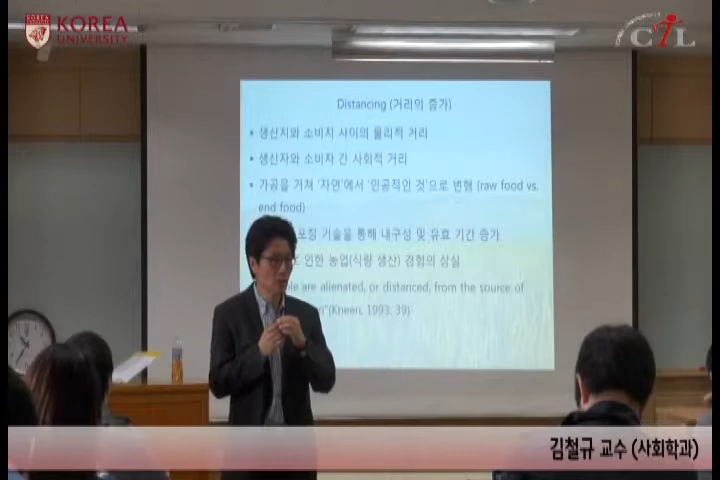 KOREA
KOREA
UNIVERSITY
CTL
Distancing (거리의 증가)
• 생산지와 소비지 사이의 물리적 거리
• 생산자와 소비자 간 사회적 거리
• 가공을 거쳐 '자연'에서 '인공적인 것'으로 변형 (raw food vs.
end food)
포장 기술을 통해 내구성 및 유효 기간 증가
인한 농업(식량 생산) 경험의 상실
are alienated, or distanced, from the source of
(Kneen, 1993: 39)
김철규 교수 (사회학과)